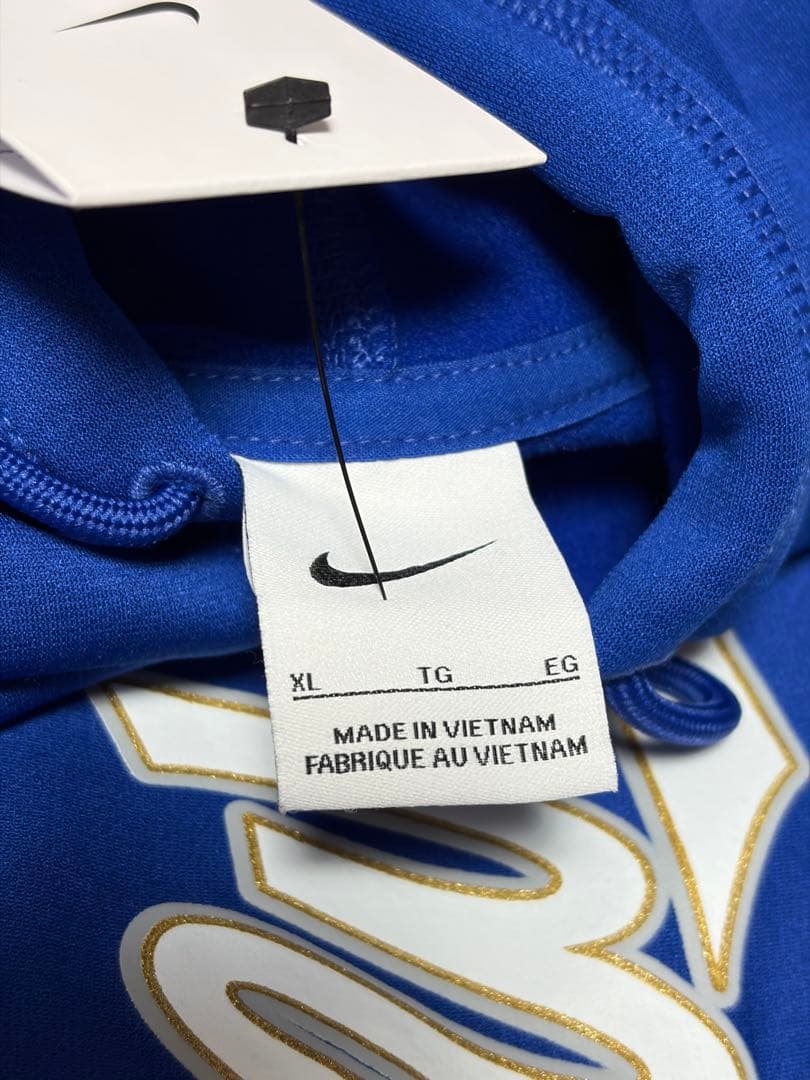 XL TG EG
MADE IN VIETNAM
FABRIQUE AU VIETNAM